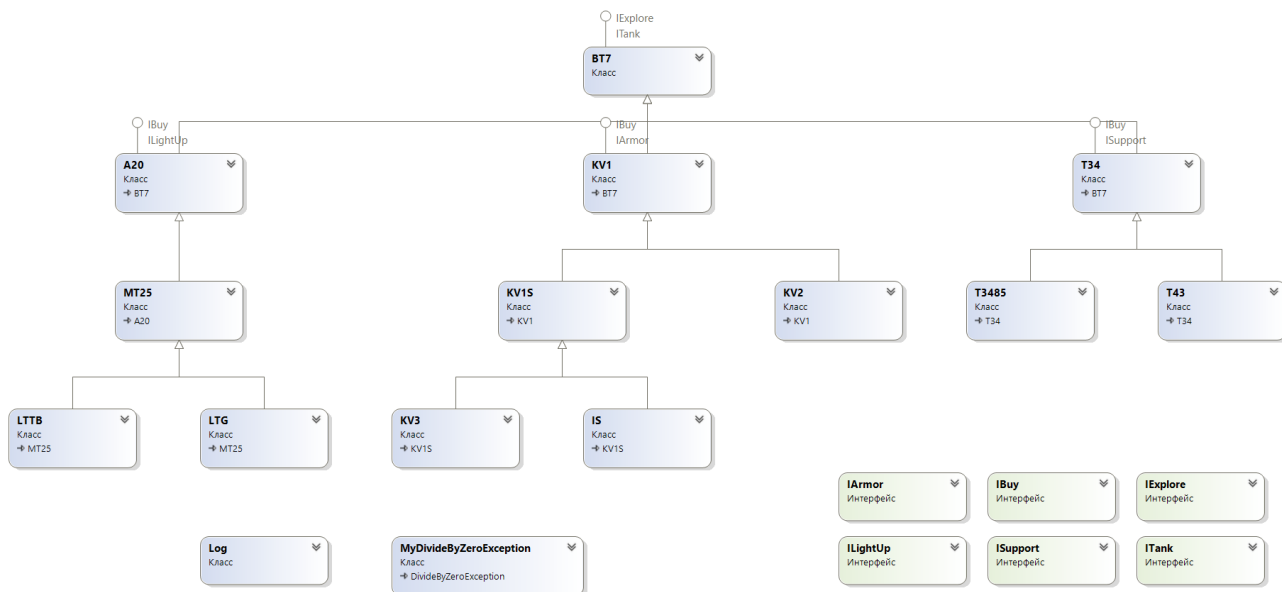 IExplore
ITank
BT7
Класс
IBuy
ILightUp
A20
Класс
BT7
IBuy
IArmor
KV1
Класс
BT7
IBuy
ISupport
T34
Класс
BT7
MT25
Класс
A20
KV1S
Класс
KV1
KV2
Класс
KV1
T3485
Класс
T34
T43
Класс
T34
LTTB
Класс
MT25
LTG
Класс
MT25
KV3
Класс
KV1S
IS
Класс
KV1S
IArmor
Интерфейс
IBuy
Интерфейс
IExplore
Интерфейс
Log
Класс
MyDivideByZeroException
Класс
DivideByZeroException
ILightUp
Интерфейс
ISupport
Интерфейс
ITank
Интерфейс